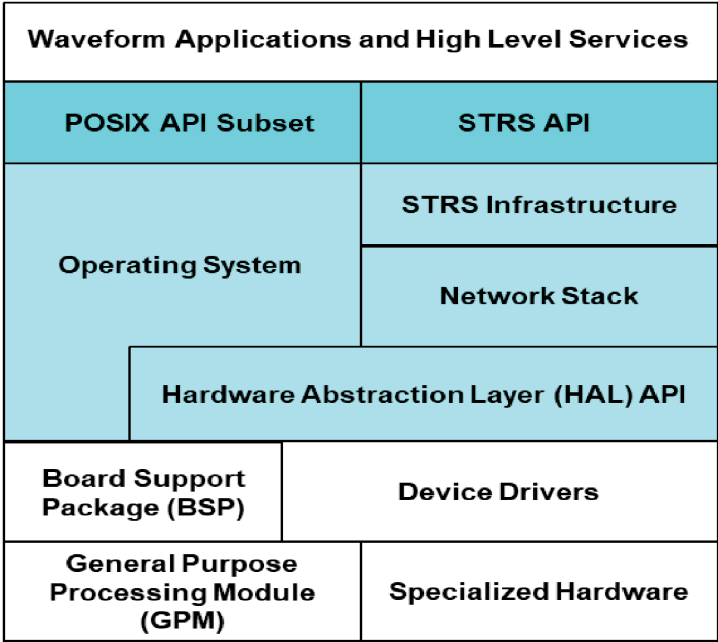 Waveform Applications and High Level Services
POSIX API Subset
STRS API
STRS Infrastructure
Operating System
Network Stack
Hardware Abstraction Layer (HAL) API
Board Support
Package (BSP)
Device Drivers
General Purpose
Processing Module
(GPM)
Specialized Hardware